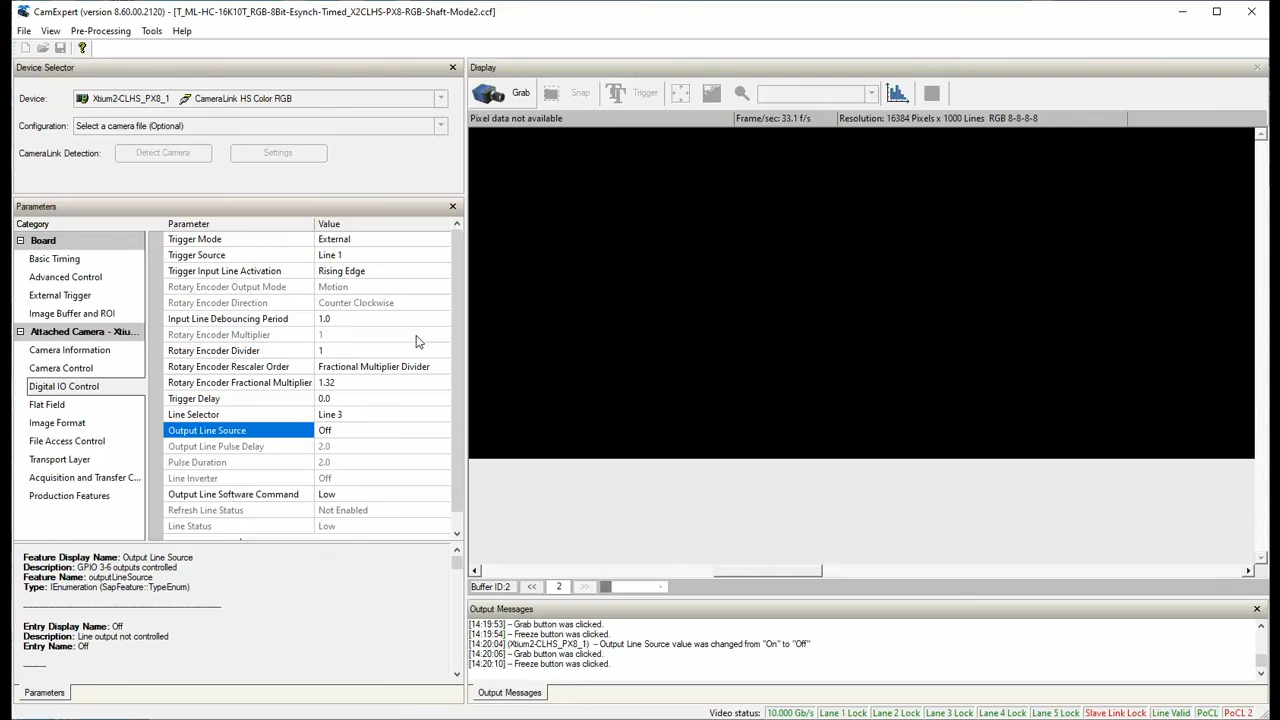 CamExpert (version 8.60.00.2120) - [T_ML-HC-16K10T_RGB-8Bit-Esynch-Timed_X2CLHS-PX8-RGB-Shaft-Mode2.ccf]
File View Pre-Processing Tools Help
Device Selector
Device: Xtium2-CLHS_PX8_1 CameraLink HS Color RGB
Configuration: Select a camera file (Optional)
CameraLink Detection: Detect Camera Settings
Parameters
Category Parameter Value
Board
Basic Timing
Advanced Control
External Trigger
Image Buffer and ROI
Attached Camera - Xtiu...
Camera Information
Camera Control
Digital IO Control
Flat Field
Image Format
File Access Control
Transport Layer
Acquisition and Transfer C...
Production Features
Trigger Mode External
Trigger Source Line 1
Trigger Input Line Activation Rising Edge
Rotary Encoder Output Mode Motion
Rotary Encoder Direction Counter Clockwise
Input Line Debouncing Period 1.0
Rotary Encoder Multiplier 1
Rotary Encoder Divider 1
Rotary Encoder Rescaler Order Fractional Multiplier Divider
Rotary Encoder Fractional Multiplier 1.32
Trigger Delay 0.0
Line Selector Line 3
Output Line Source Off
Output Line Pulse Delay 2.0
Pulse Duration 2.0
Line Inverter Off
Output Line Software Command Low
Refresh Line Status Not Enabled
Line Status Low
Feature Display Name: Output Line Source
Description: GPIO 3-6 outputs controlled
Feature Name: outputLineSource
Type: IEnumeration (SapFeature::TypeEnum)
Entry Display Name: Off
Description: Line output not controlled
Entry Name: Off
Parameters
Display
Grab Snap Trigger
Pixel data not available Frame/sec: 33.1 f/s Resolution: 16384 Pixels x 1000 Lines RGB 8-8-8-8
Buffer ID:2 << 2 >>
Output Messages
[14:19:53] -- Grab button was clicked.
[14:19:54] -- Freeze button was clicked.
[14:20:04] (Xtium2-CLHS_PX8_1) -- Output Line Source value was changed from "On" to "Off"
[14:20:06] -- Grab button was clicked.
[14:20:10] -- Freeze button was clicked.
Output Messages
Video status: 10.000 Gb/s Lane 1 Lock Lane 2 Lock Lane 3 Lock Lane 4 Lock Lane 5 Lock Slave Link Lock Line Valid PoCL PoCL 2